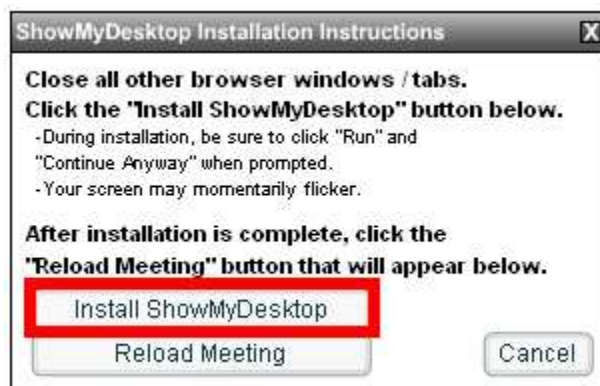 ShowMyDesktop Installation Instructions X
Close all other browser windows / tabs.
Click the "Install ShowMyDesktop" button below.
-During installation, be sure to click "Run" and
"Continue Anyway" when prompted.
-Your screen may momentarily flicker.
After installation is complete, click the
"Reload Meeting" button that will appear below.
Install ShowMyDesktop
Reload Meeting Cancel